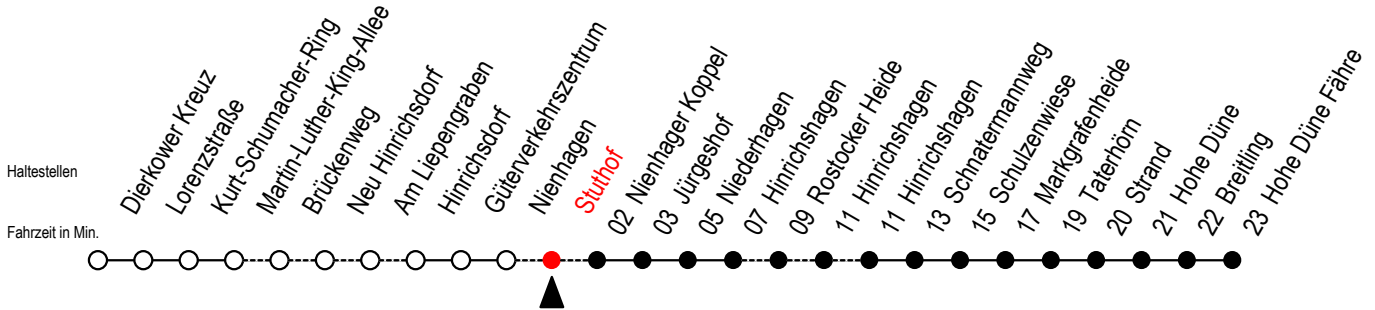 Haltestellen
Fahrzeit in Min.
Dierkower Kreuz
Lorenzstraße
Kurt-Schumacher-Ring
Martin-Luther-King-Allee
Brückenweg
Neu Hinrichsdorf
Am Liepengraben
Hinrichsdorf
Güterverkehrszentrum
Nienhagen
Stuthof
02 Nienhager Koppel
03 Jürgeshof
05 Niederhagen
07 Hinrichshagen
09 Rostocker Heide
11 Hinrichshagen
11 Hinrichshagen
13 Schnatermannweg
15 Schulzenwiese
17 Markgrafenheide
19 Taterhörn
20 Strand
21 Hohe Düne
22 Breitling
23 Hohe Düne Fähre